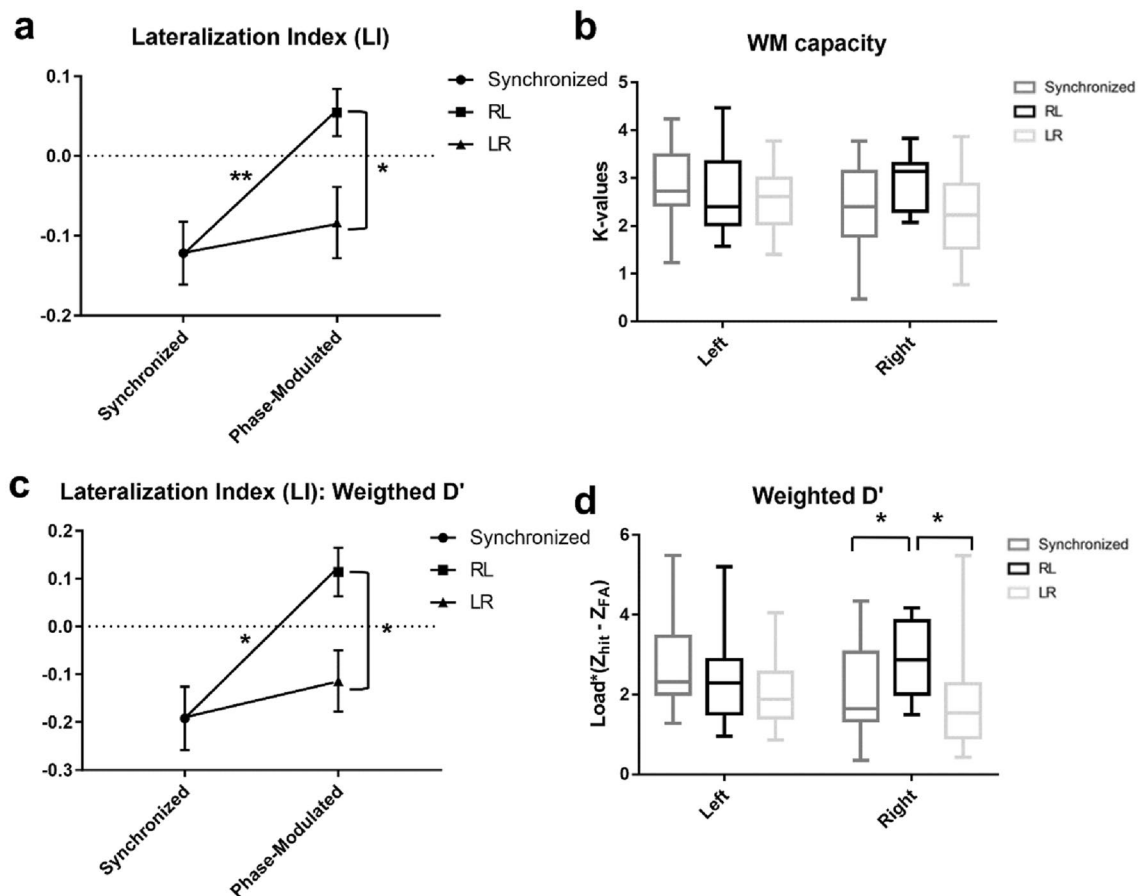 a
Lateralization Index (LI)
0.1
0.0
-0.1
-0.2
**
*
Synchronized
RL
LR
Synchronized
Phase-Modulated
b
WM capacity
K-values
5
4
3
2
1
0
Left
Right
Synchronized
RL
LR
c
Lateralization Index (LI): Weigthed D'
0.2
0.1
0.0
-0.1
-0.2
-0.3
*
*
Synchronized
RL
LR
Synchronized
Phase-Modulated
d
Weighted D'
Load*(Zhit - ZFA)
6
4
2
0
*
*
Left
Right
Synchronized
RL
LR